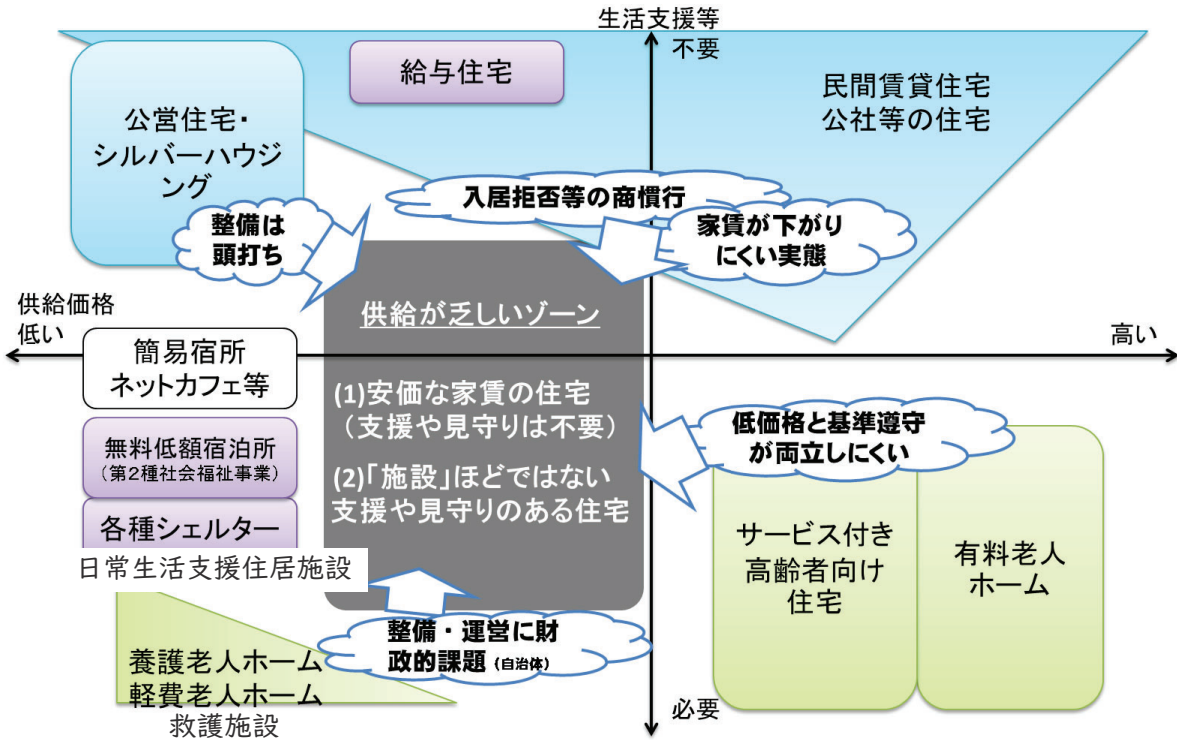 生活支援等
不要
給与住宅
民間賃貸住宅
公社等の住宅
公営住宅・
シルバーハウジ
ング
入居拒否等の商慣行
整備は
頭打ち
家賃が下がり
にくい実態
供給価格
低い
高い
供給が乏しいゾーン
(1)安価な家賃の住宅
（支援や見守りは不要）
(2)「施設」ほどではない
支援や見守りのある住宅
簡易宿所
ネットカフェ等
無料低額宿泊所
（第2種社会福祉事業）
各種シェルター
日常生活支援住居施設
低価格と基準遵守
が両立しにくい
サービス付き
高齢者向け
住宅
有料老人
ホーム
整備・運営に財
政的課題（自治体）
養護老人ホーム
軽費老人ホーム
救護施設
必要